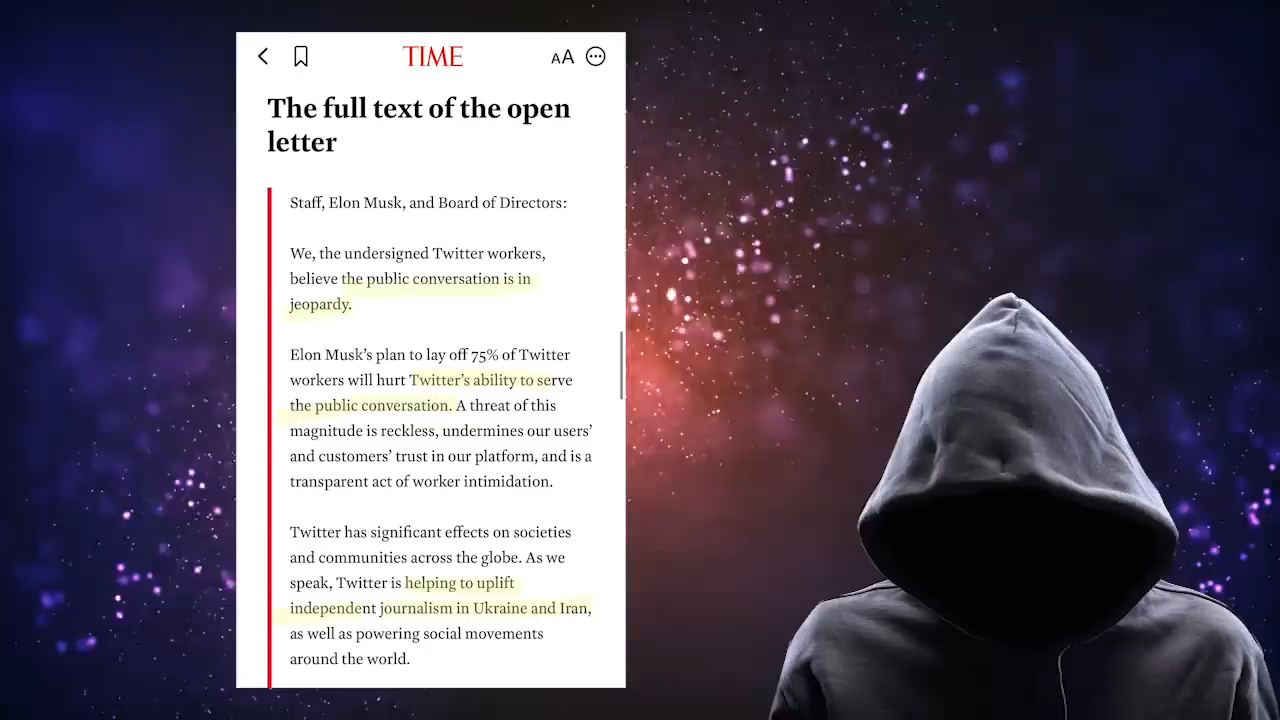 TIME
AA
The full text of the open
letter
Staff, Elon Musk, and Board of Directors:
We, the undersigned Twitter workers,
believe the public conversation is in
jeopardy.
Elon Musk’s plan to lay off 75% of Twitter
workers will hurt Twitter’s ability to serve
the public conversation. A threat of this
magnitude is reckless, undermines our users’
and customers’ trust in our platform, and is a
transparent act of worker intimidation.
Twitter has significant effects on societies
and communities across the globe. As we
speak, Twitter is helping to uplift
independent journalism in Ukraine and Iran,
as well as powering social movements
around the world.